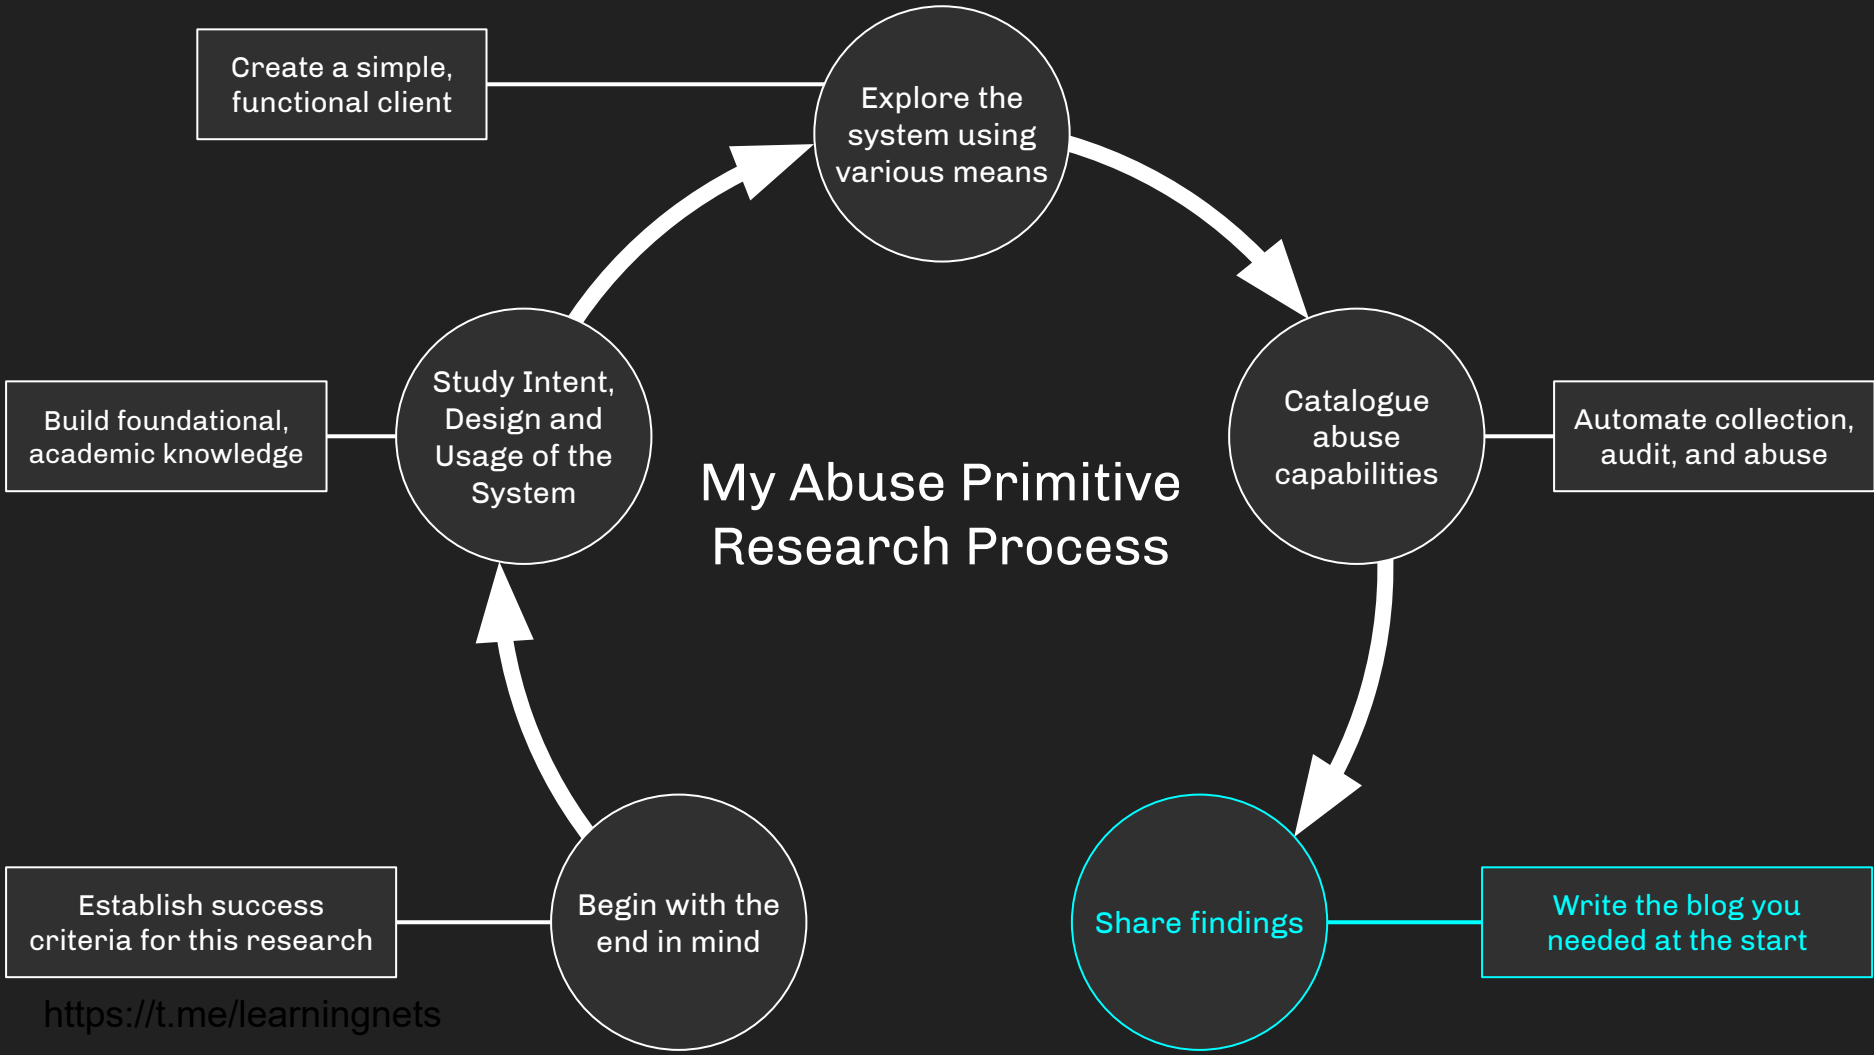 Create a simple,
functional client
Explore the
system using
various means
Study Intent,
Design and
Usage of the
System
Build foundational,
academic knowledge
Catalogue
abuse
capabilities
Automate collection,
audit, and abuse
My Abuse Primitive
Research Process
Begin with the
end in mind
Establish success
criteria for this research
Share findings
Write the blog you
needed at the start
https://t.me/learningnets